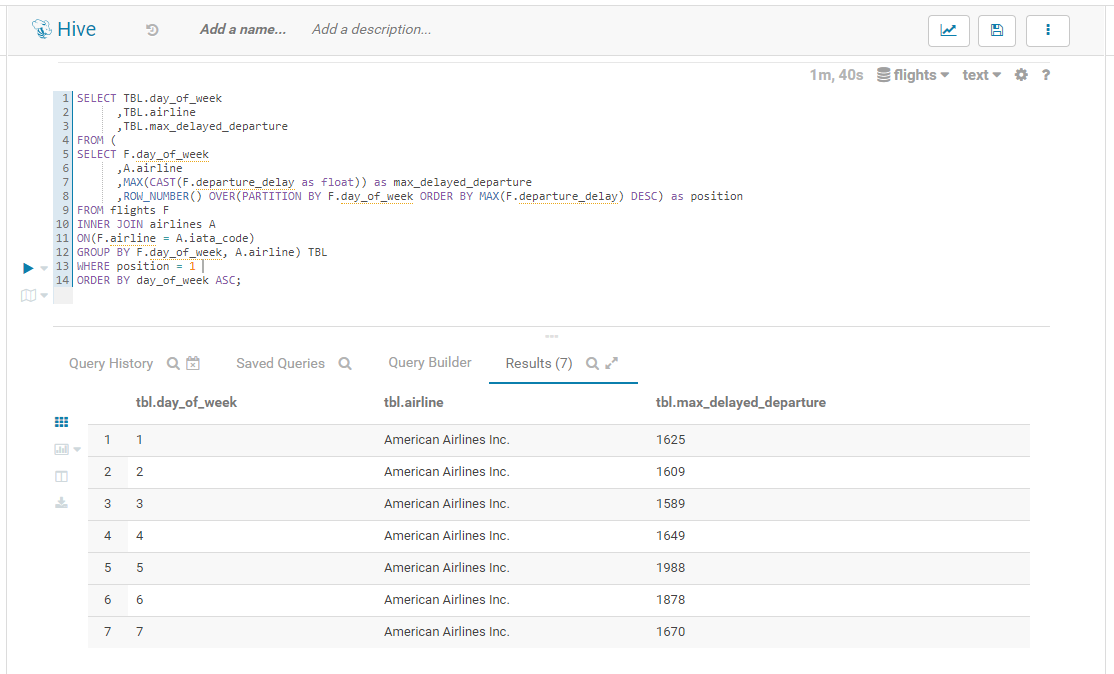 Hive Add a name... Add a description...
1m, 40s flights text ?
1 SELECT TBL.day_of_week
2 ,TBL.airline
3 ,TBL.max_delayed_departure
4 FROM (
5 SELECT F.day_of_week
6 ,A.airline
7 ,MAX(CAST(F.departure_delay as float)) as max_delayed_departure
8 ,ROW_NUMBER() OVER(PARTITION BY F.day_of_week ORDER BY MAX(F.departure_delay) DESC) as position
9 FROM flights F
10 INNER JOIN airlines A
11 ON(F.airline = A.iata_code)
12 GROUP BY F.day_of_week, A.airline) TBL
13 WHERE position = 1
14 ORDER BY day_of_week ASC;
Query History Saved Queries Query Builder Results (7)
tbl.day_of_week tbl.airline tbl.max_delayed_departure
1 1 American Airlines Inc. 1625
2 2 American Airlines Inc. 1609
3 3 American Airlines Inc. 1589
4 4 American Airlines Inc. 1649
5 5 American Airlines Inc. 1988
6 6 American Airlines Inc. 1878
7 7 American Airlines Inc. 1670